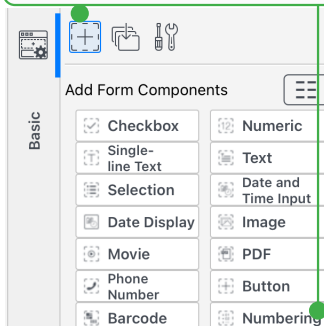 Basic
Add Form Components
Checkbox
Numeric
12
Single-
line Text
T
Text
Selection
Date and
Time Input
Date Display
Image
Movie
PDF
Phone
Number
Button
Barcode
Numbering